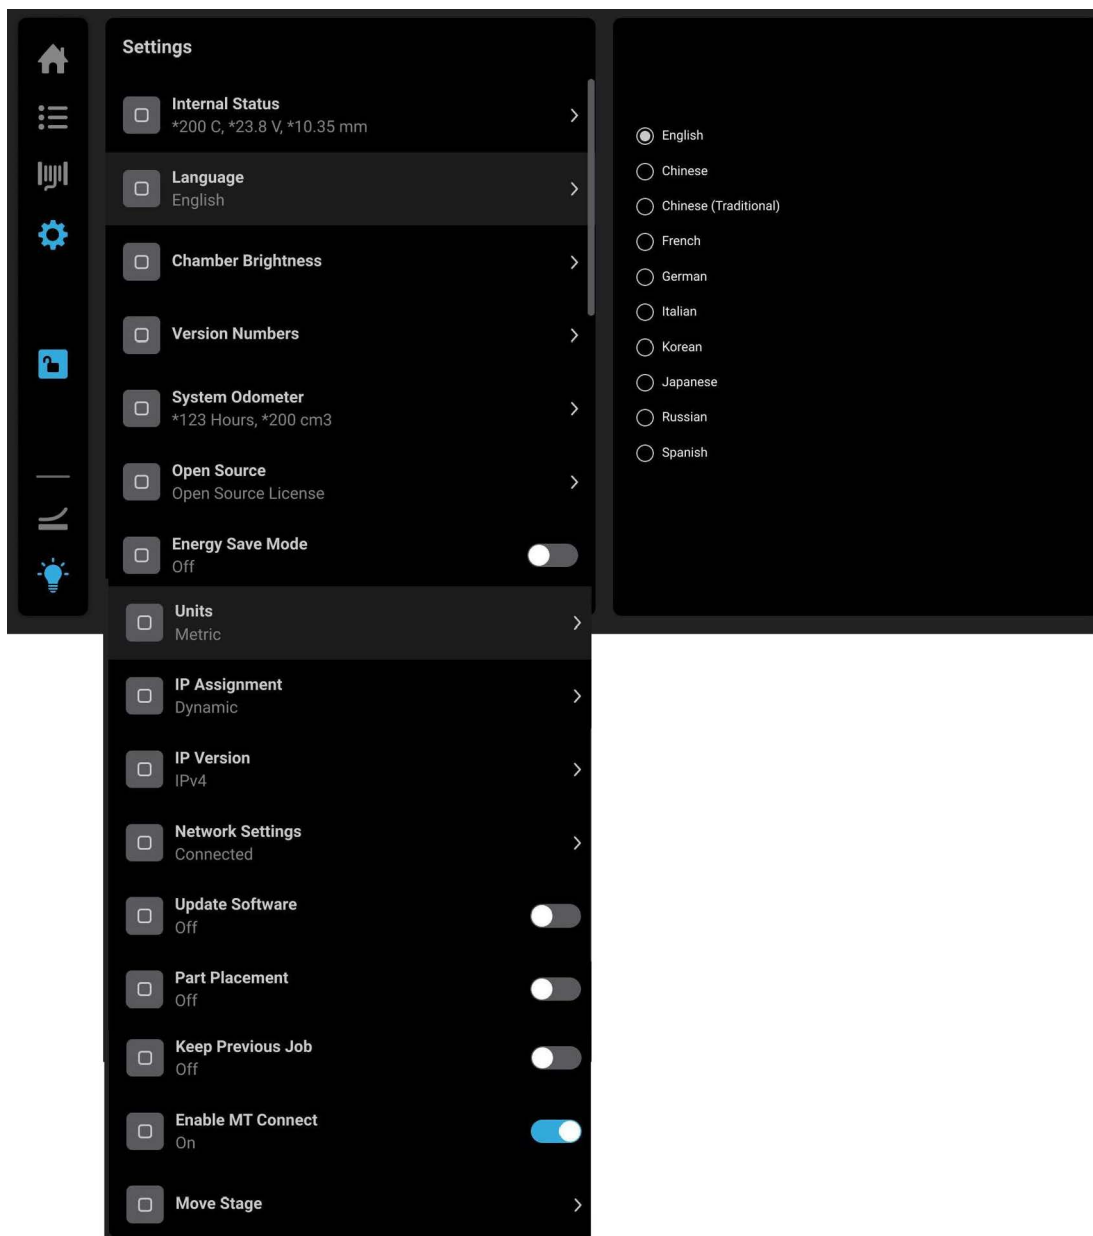 Settings
Internal Status
*200 C, *23.8 V, *10.35 mm
Language
English
Chamber Brightness
Version Numbers
System Odometer
*123 Hours, *200 cm3
Open Source
Open Source License
Energy Save Mode
Off
Units
Metric
IP Assignment
Dynamic
IP Version
IPv4
Network Settings
Connected
Update Software
Off
Part Placement
Off
Keep Previous Job
Off
Enable MT Connect
On
Move Stage
English
Chinese
Chinese (Traditional)
French
German
Italian
Korean
Japanese
Russian
Spanish